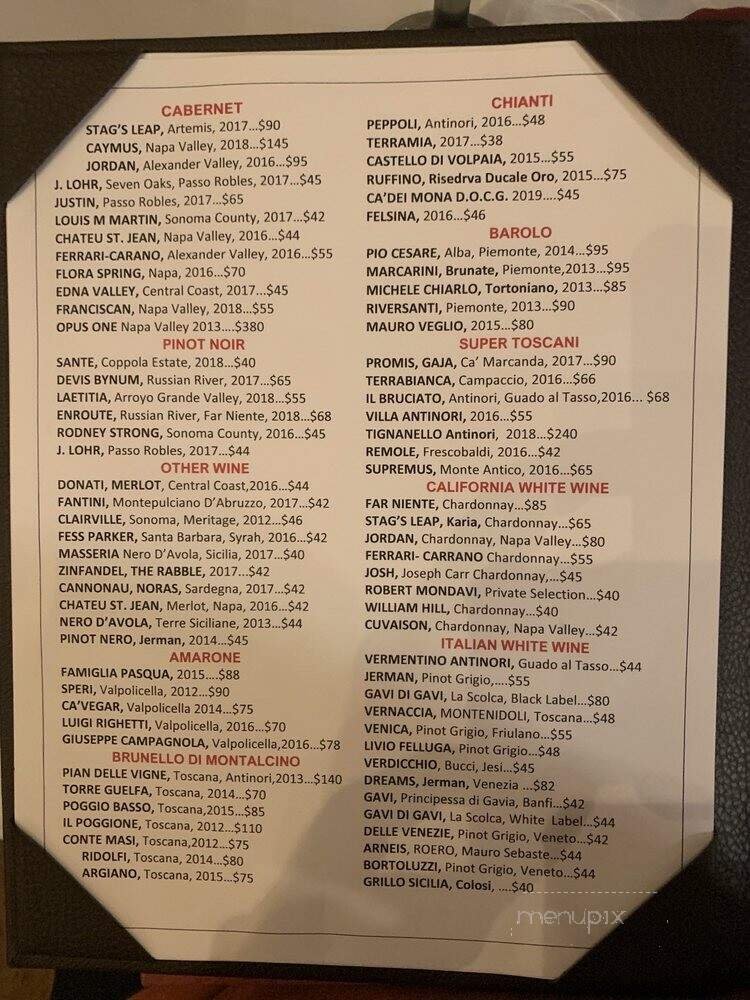 CABERNET
STAG'S LEAP, Artemis, 2017...$90
CAYMUS, Napa Valley, 2018...$145
JORDAN, Alexander Valley, 2016...$95
J. LOHR, Seven Oaks, Passo Robles, 2017...$45
JUSTIN, Passo Robles, 2017...$65
LOUIS M MARTIN, Sonoma County, 2017...$42
CHATEU ST. JEAN, Napa Valley, 2016...$44
FERRARI-CARANO, Alexander Valley, 2016...$55
FLORA SPRING, Napa, 2016...$70
EDNA VALLEY, Central Coast, 2017...$45
FRANCISCAN, Napa Valley, 2018...$55
OPUS ONE Napa Valley 2013....$380
PINOT NOIR
SANTE, Coppola Estate, 2018...$40
DEVIS BYNUM, Russian River, 2017...$65
LAETITIA, Arroyo Grande Valley, 2018...$55
ENROUTE, Russian River, Far Niente, 2018...$68
RODNEY STRONG, Sonoma County, 2016...$45
J. LOHR, Passo Robles, 2017...$44
OTHER WINE
DONATI, MERLOT, Central Coast,2016...$44
FANTINI, Montepulciano D'Abruzzo, 2017...$42
CLAIRVILLE, Sonoma, Meritage, 2012...$46
FESS PARKER, Santa Barbara, Syrah, 2016...$42
MASSERIA Nero D'Avola, Sicilia, 2017...$40
ZINFANDEL, THE RABBLE, 2017...$42
CANNONAU, NORAS, Sardegna, 2017...$42
CHATEU ST. JEAN, Merlot, Napa, 2016...$42
NERO D'AVOLA, Terre Siciliane, 2013...$44
PINOT NERO, Jerman, 2014...$45
AMARONE
FAMIGLIA PASQUA, 2015....$88
SPERI, Valpolicella, 2012...$90
CA'VEGAR, Valpolicella 2014...$75
LUIGI RIGHETTI, Valpolicella, 2016...$70
GIUSEPPE CAMPAGNOLA, Valpolicella,2016...$78
BRUNELLO DI MONTALCINO
PIAN DELLE VIGNE, Toscana, Antinori,2013...$140
TORRE GUELFA, Toscana, 2014...$70
POGGIO BASSO, Toscana,2015...$85
IL POGGIONE, Toscana, 2012...$110
CONTE MASI, Toscana,2012...$75
RIDOLFI, Toscana, 2014...$80
ARGIANO, Toscana, 2015...$75
CHIANTI
PEPPOLI, Antinori, 2016...$48
TERRAMIA, 2017...$38
CASTELLO DI VOLPAIA, 2015...$55
RUFFINO, Risedrva Ducale Oro, 2015...$75
CA'DEI MONA D.O.C.G. 2019....$45
FELSINA, 2016...$46
BAROLO
PIO CESARE, Alba, Piemonte, 2014...$95
MARCARINI, Brunate, Piemonte,2013...$95
MICHELE CHIARLO, Tortoniano, 2013...$85
RIVERSANTI, Piemonte, 2013...$90
MAURO VEGLIO, 2015...$80
SUPER TOSCANI
PROMIS, GAJA, Ca' Marcanda, 2017...$90
TERRABIANCA, Campaccio, 2016...$66
IL BRUCIATO, Antinori, Guado al Tasso,2016... $68
VILLA ANTINORI, 2016...$55
TIGNANELLO Antinori, 2018...$240
REMOLE, Frescobaldi, 2016...$42
SUPREMUS, Monte Antico, 2016...$65
CALIFORNIA WHITE WINE
FAR NIENTE, Chardonnay...$85
STAG'S LEAP, Karia, Chardonnay...$65
JORDAN, Chardonnay, Napa Valley...$80
FERRARI- CARRANO Chardonnay...$55
JOSH, Joseph Carr Chardonnay,...$45
ROBERT MONDAVI, Private Selection...$40
WILLIAM HILL, Chardonnay...$40
CUVAISON, Chardonnay, Napa Valley...$42
ITALIAN WHITE WINE
VERMENTINO ANTINORI, Guado al Tasso...$44
JERMAN, Pinot Grigio,....$55
GAVI DI GAVI, La Scolca, Black Label...$80
VERNACCIA, MONTENIDOLI, Toscana...$48
VENICA, Pinot Grigio, Friulano...$55
LIVIO FELLUGA, Pinot Grigio...$48
VERDICCHIO, Bucci, Jesi...$45
DREAMS, Jerman, Venezia ...$82
GAVI, Principessa di Gavia, Banfi...$42
GAVI DI GAVI, La Scolca, White Label...$44
DELLE VENEZIE, Pinot Grigio, Veneto...$42
ARNEIS, ROERO, Mauro Sebaste...$44
BORTOLUZZI, Pinot Grigio, Veneto...$44
GRILLO SICILIA, Colosi, ....$40
menupix